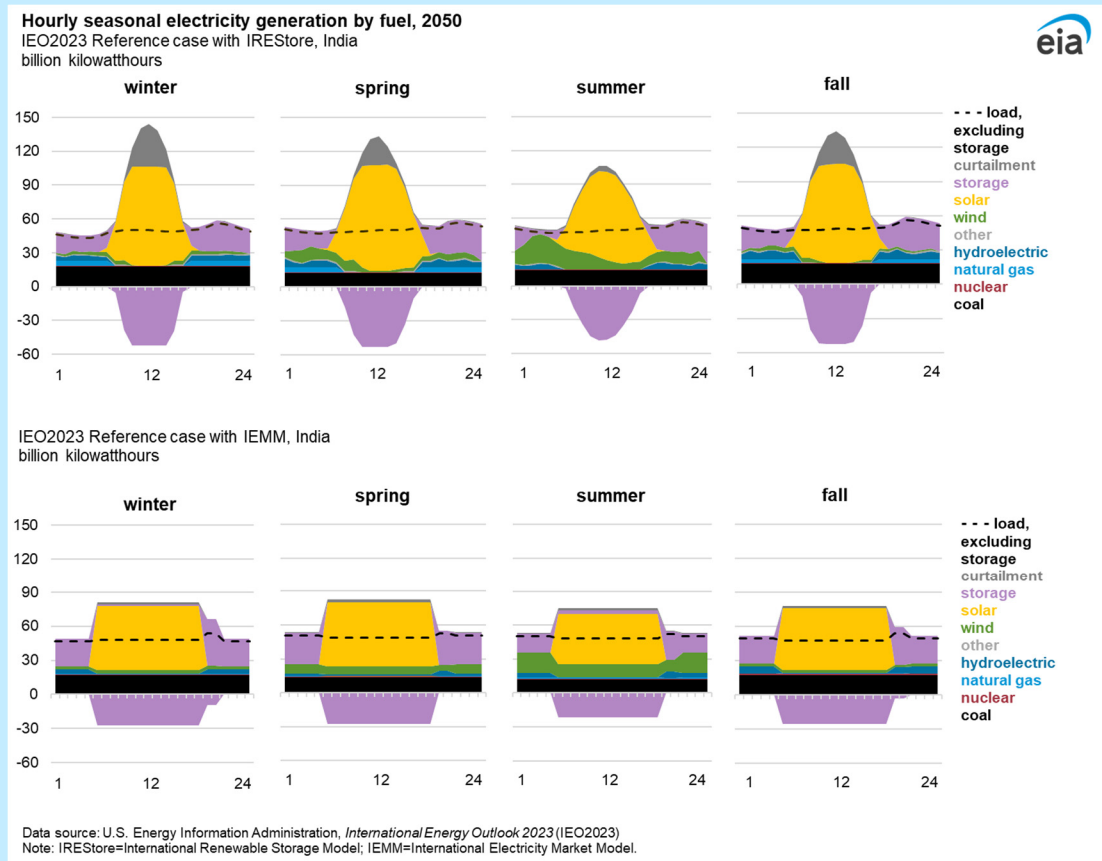 Hourly seasonal electricity generation by fuel, 2050
IEO2023 Reference case with IREStore, India
billion kilowatthours
eia
winter
spring
summer
fall
150
120
90
60
30
0
-30
-60
1 12 24
1 12 24
1 12 24
1 12 24
- - - load,
excluding
storage
curtailment
storage
solar
wind
other
hydroelectric
natural gas
nuclear
coal
IEO2023 Reference case with IEMM, India
billion kilowatthours
winter
spring
summer
fall
150
120
90
60
30
0
-30
-60
1 12 24
1 12 24
1 12 24
1 12 24
- - - load,
excluding
storage
curtailment
storage
solar
wind
other
hydroelectric
natural gas
nuclear
coal
Data source: U.S. Energy Information Administration, International Energy Outlook 2023 (IEO2023)
Note: IREStore=International Renewable Storage Model; IEMM=International Electricity Market Model.